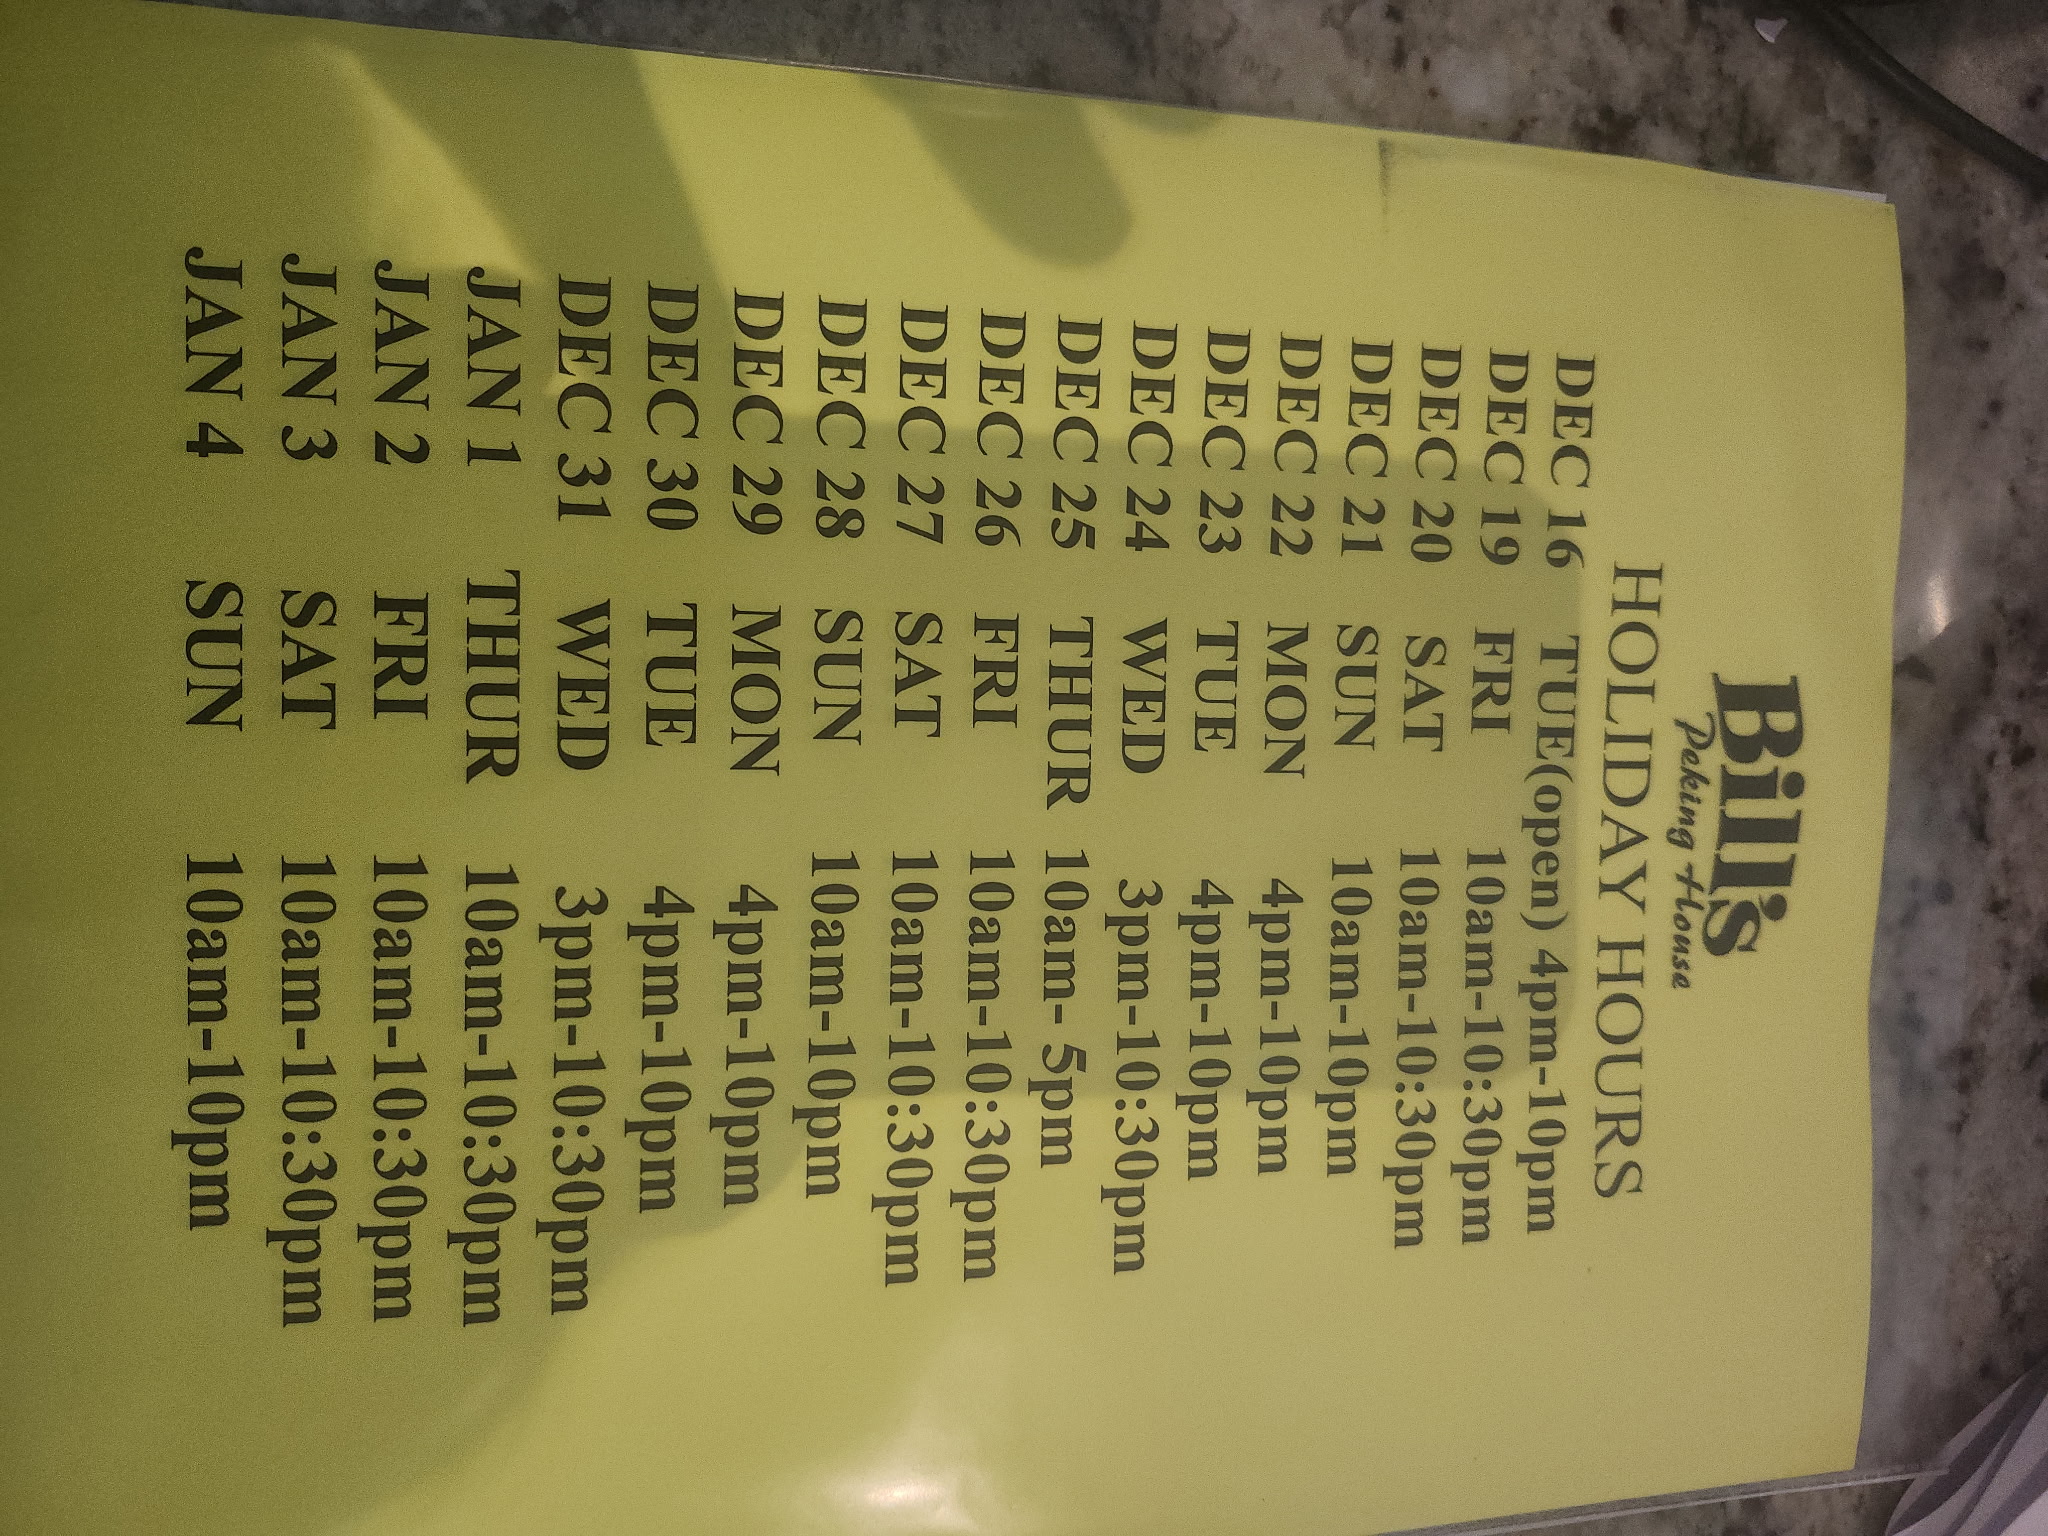 Bill's
Peking House
HOLIDAY HOURS
DEC 16 TUE(open) 4pm-10pm
DEC 19 FRI 10am-10:30pm
DEC 20 SAT 10am-10:30pm
DEC 21 SUN 10am-10pm
DEC 22 MON 4pm-10pm
DEC 23 TUE 4pm-10pm
DEC 24 WED 3pm-10:30pm
DEC 25 THUR 10am- 5pm
DEC 26 FRI 10am-10:30pm
DEC 27 SAT 10am-10:30pm
DEC 28 SUN 10am-10pm
DEC 29 MON 4pm-10pm
DEC 30 TUE 4pm-10pm
DEC 31 WED 3pm-10:30pm
JAN 1 THUR 10am-10:30pm
JAN 2 FRI 10am-10:30pm
JAN 3 SAT 10am-10:30pm
JAN 4 SUN 10am-10pm